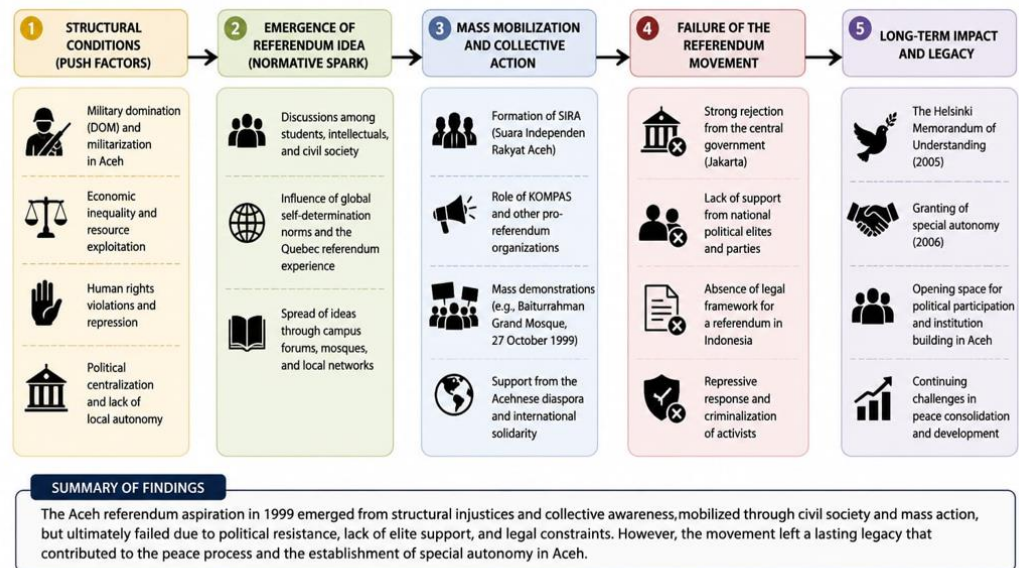 1
STRUCTURAL
CONDITIONS
(PUSH FACTORS)
Military domination
(DOM) and
militarization
in Aceh
Economic
inequality and
resource
exploitation
Human rights
violations and
repression
Political
centralization
and lack of
local autonomy
2
EMERGENCE OF
REFERENDUM IDEA
(NORMATIVE SPARK)
Discussions among
students, intellectuals,
and civil society
Influence of global
self-determination
norms and the
Quebec referendum
experience
Spread of ideas
through campus
forums, mosques,
and local networks
3
MASS MOBILIZATION
AND COLLECTIVE
ACTION
Formation of SIRA
(Suara Independen
Rakyat Aceh)
Role of KOMPAS
and other pro-
referendum
organizations
Mass demonstrations
(e.g., Baiturrahman
Grand Mosque,
27 October 1999)
Support from the
Acehnese diaspora
and international
solidarity
4
FAILURE OF THE
REFERENDUM
MOVEMENT
Strong rejection
from the central
government
(Jakarta)
Lack of support
from national
political elites
and parties
Absence of legal
framework for
a referendum in
Indonesia
Repressive
response and
criminalization
of activists
5
LONG-TERM IMPACT
AND LEGACY
The Helsinki
Memorandum of
Understanding
(2005)
Granting of
special autonomy
(2006)
Opening space for
political participation
and institution
building in Aceh
Continuing
challenges in
peace consolidation
and development
SUMMARY OF FINDINGS
The Aceh referendum aspiration in 1999 emerged from structural injustices and collective awareness,mobilized through civil society and mass action,
but ultimately failed due to political resistance, lack of elite support, and legal constraints. However, the movement left a lasting legacy that
contributed to the peace process and the establishment of special autonomy in Aceh.